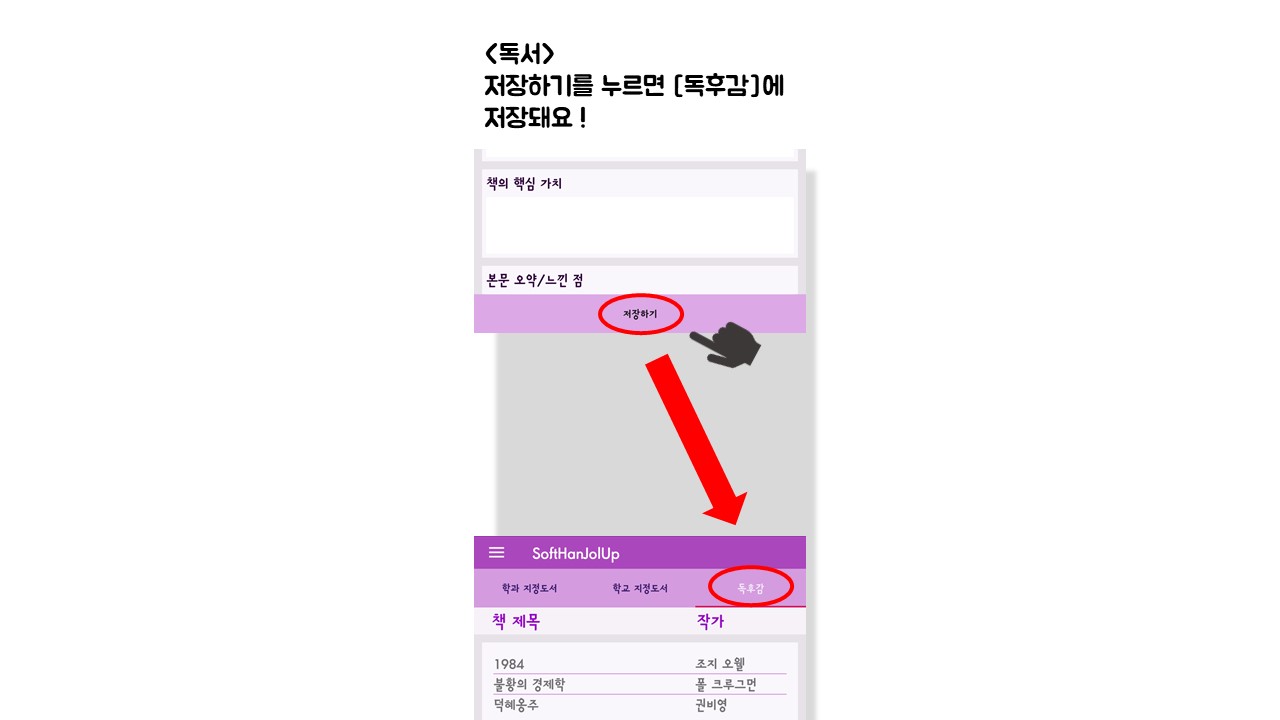 <독서>
저장하기를 누르면 [독후감]에
저장돼요 !
책의 핵심 가치
본문 요약/느낀 점
저장하기
SoftHanJolUp
학과 지정도서 학교 지정도서 독후감
책 제목 작가
1984 조지 오웰
불황의 경제학 폴 크루그먼
덕혜옹주 권비영